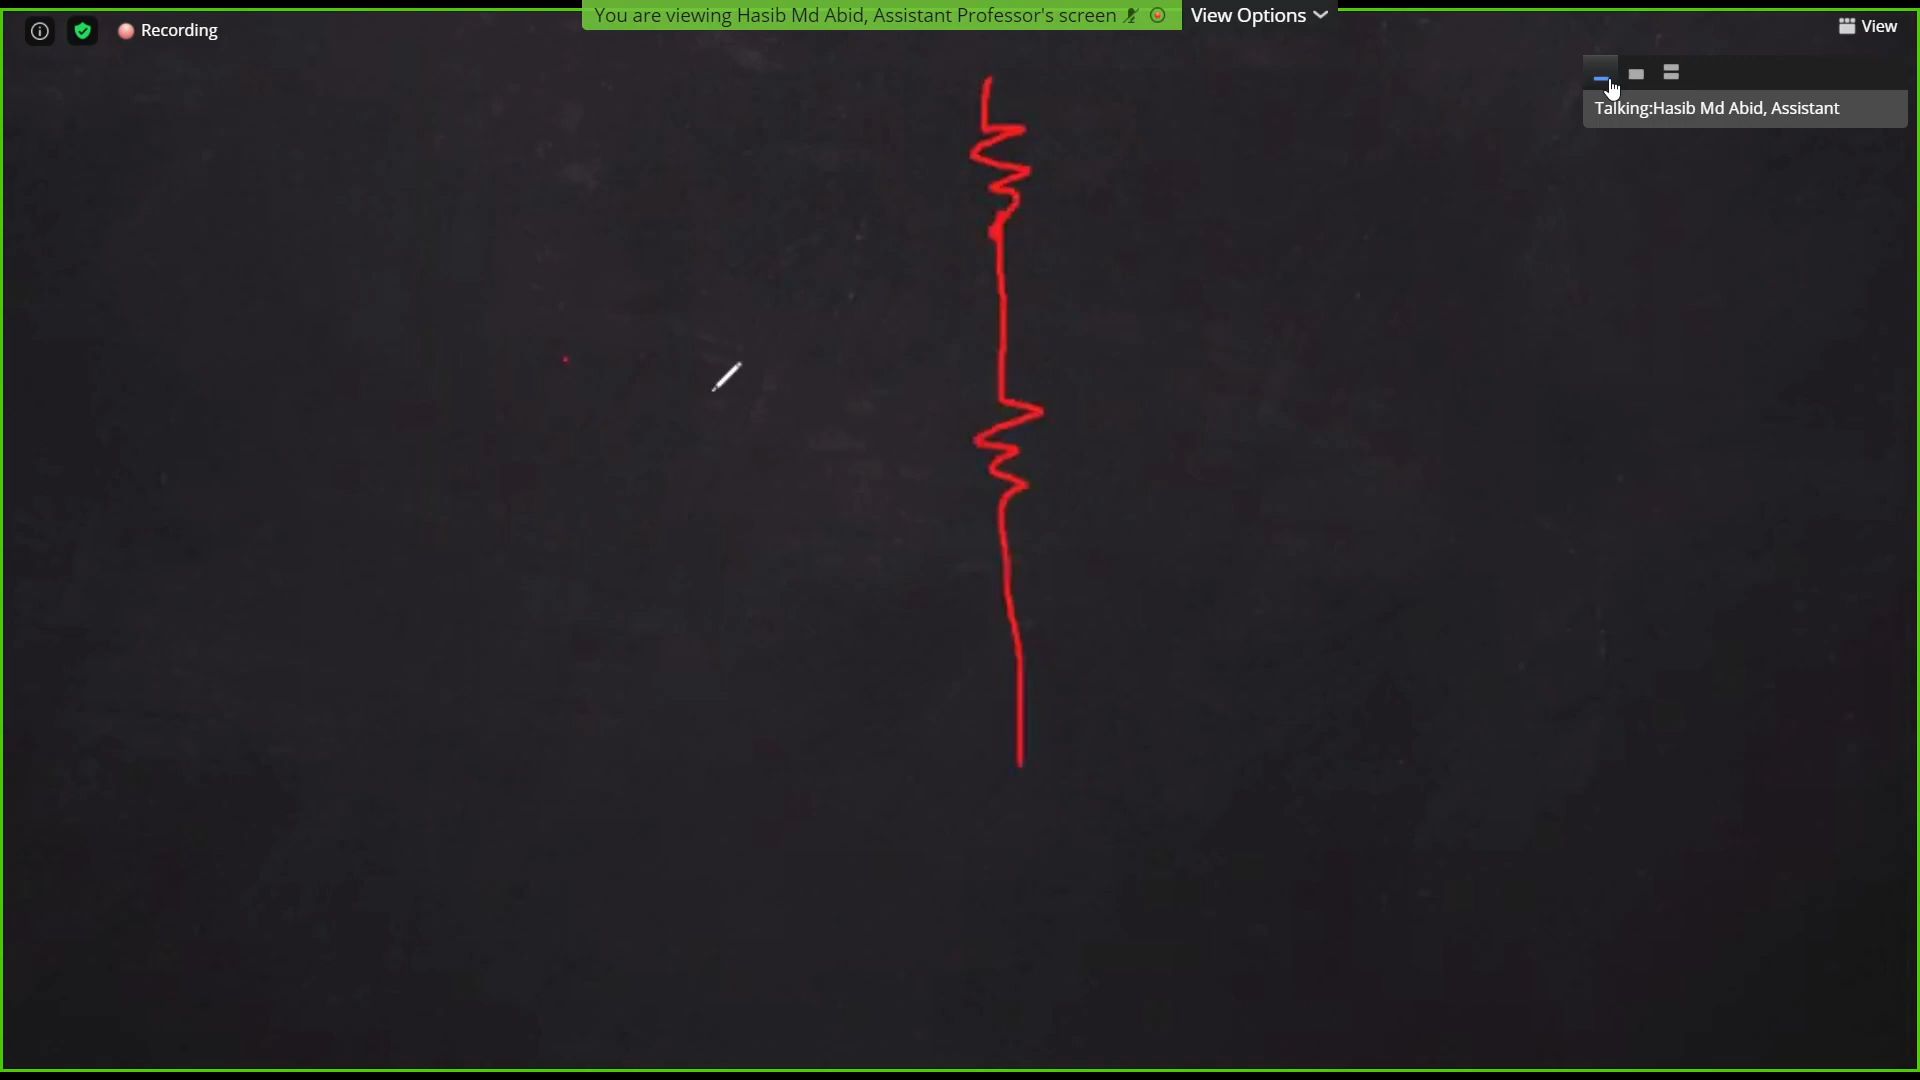 You are viewing Hasib Md Abid, Assistant Professor's screen
View Options
Recording
View
Talking:Hasib Md Abid, Assistant